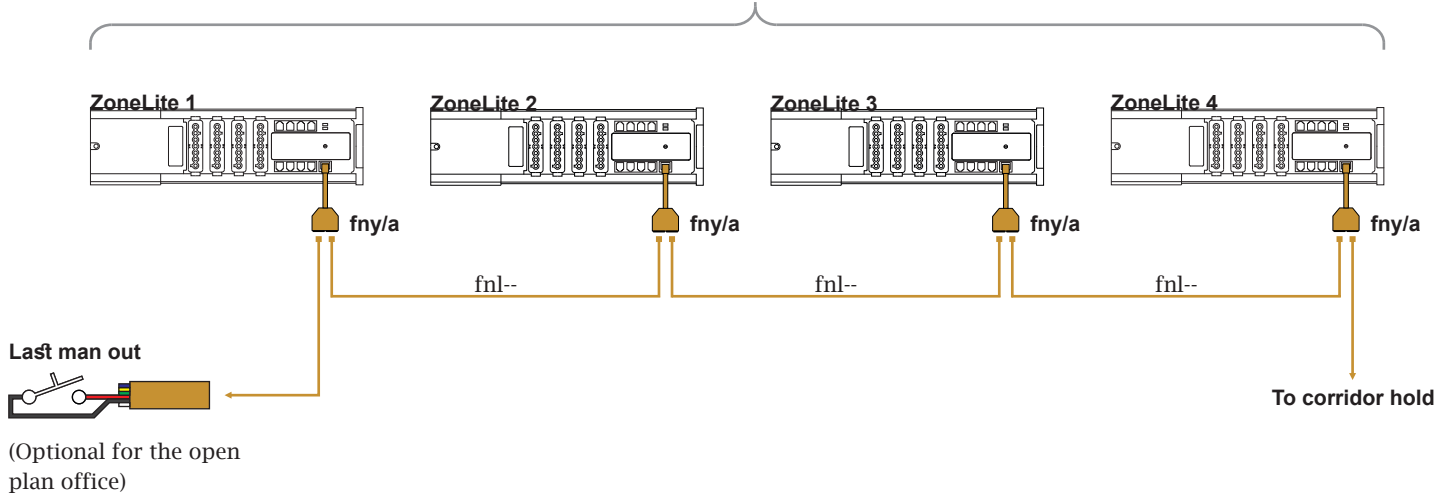 ZoneLite 1
ZoneLite 2
ZoneLite 3
ZoneLite 4
fny/a
fny/a
fny/a
fny/a
fnl--
fnl--
fnl--
Last man out
To corridor hold
(Optional for the open
plan office)